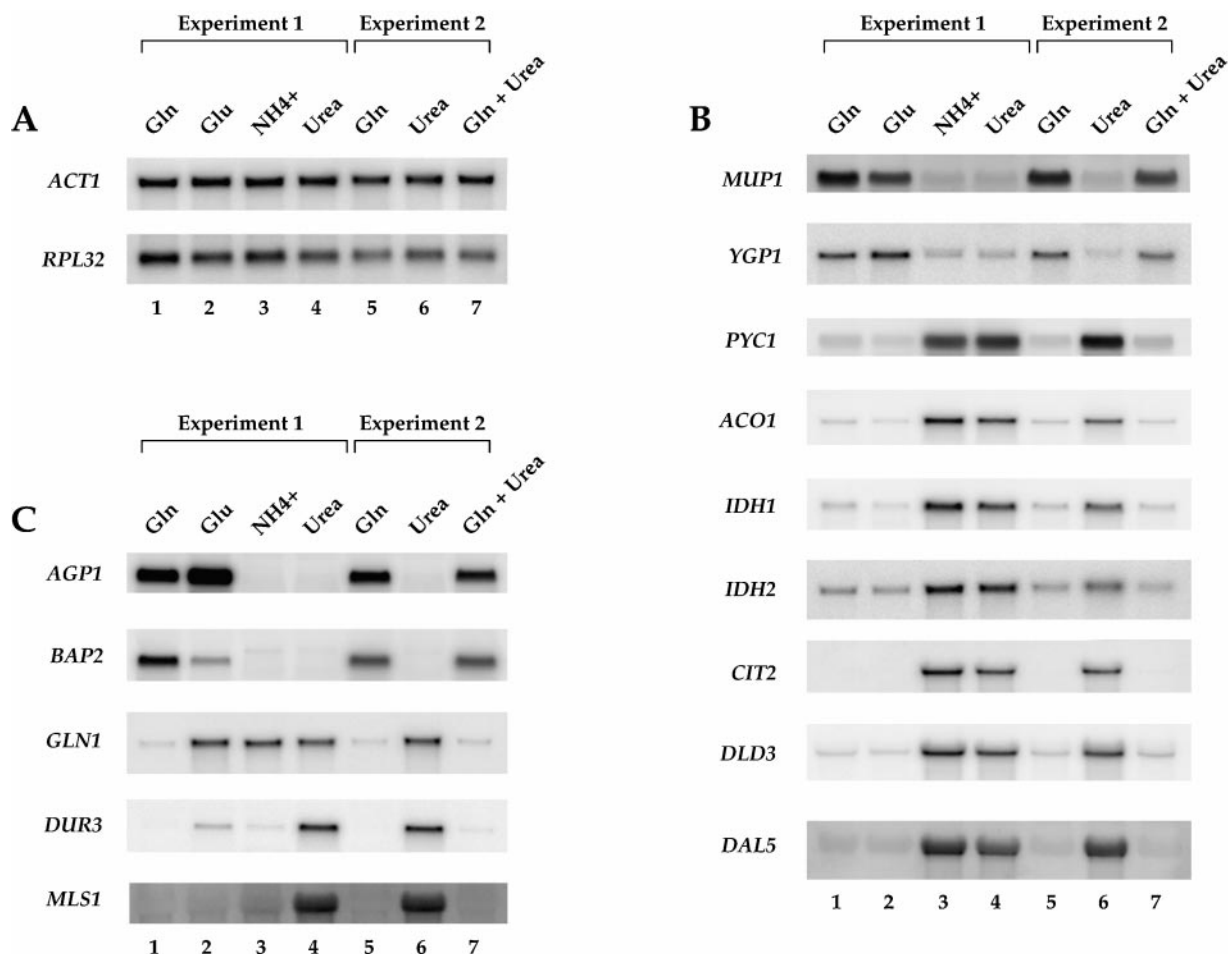 Experiment 1 Experiment 2
A Gln Glu NH4+ Urea Gln Urea Gln + Urea
ACT1
RPL32
1 2 3 4 5 6 7
Experiment 1 Experiment 2
C Gln Glu NH4+ Urea Gln Urea Gln + Urea
AGP1
BAP2
GLN1
DUR3
MLS1
1 2 3 4 5 6 7
Experiment 1 Experiment 2
B Gln Glu NH4+ Urea Gln Urea Gln + Urea
MUP1
YGP1
PYC1
ACO1
IDH1
IDH2
CIT2
DLD3
DAL5
1 2 3 4 5 6 7